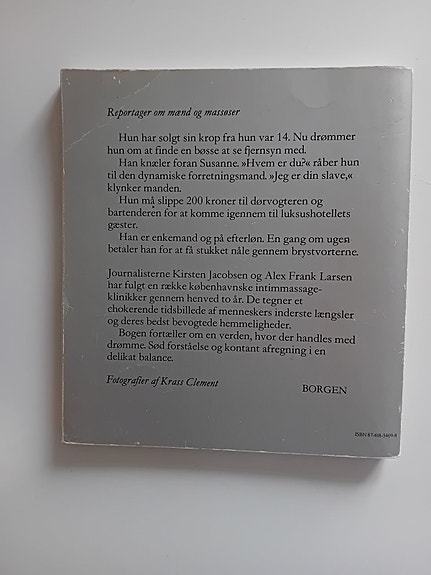 Reportager om mænd og massøser
Hun har solgt sin krop fra hun var 14. Nu drømmer
hun om at finde en bøsse at se fjernsyn med.
Han knæler foran Susanne. »Hvem er du?« råber hun
til den dynamiske forretningsmand. »Jeg er din slave,«
klynker manden.
Hun må slippe 200 kroner til dørvogteren og
bartenderen for at komme igennem til luksushotellets
gæster.
Han er enkemand og på efterløn. En gang om ugen
betaler han for at få stukket nåle gennem brystvorterne.
Journalisterne Kirsten Jacobsen og Alex Frank Larsen
har fulgt en række københavnske intimmassage-
klinikker gennem henved to år. De tegner et
chokerende tidsbillede af menneskers inderste længsler
og deres bedst bevogtede hemmeligheder.
Bogen fortæller om en verden, hvor der handles med
drømme. Sød forståelse og kontant afregning i en
delikat balance.
Fotografier af Krass Clement
BORGEN